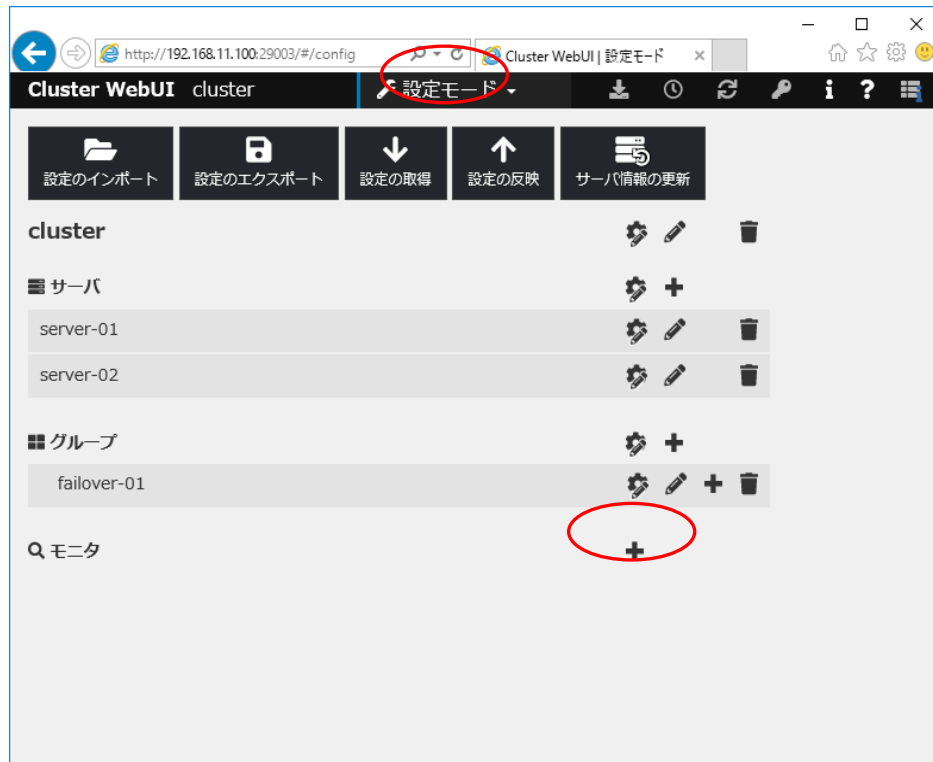 http://192.168.11.100:29003/#/config
Cluster WebUI | 設定モード
Cluster WebUI cluster 設定モード
設定のインポート 設定のエクスポート 設定の取得 設定の反映 サーバ情報の更新
cluster
サーバ
server-01
server-02
グループ
failover-01
モニタ